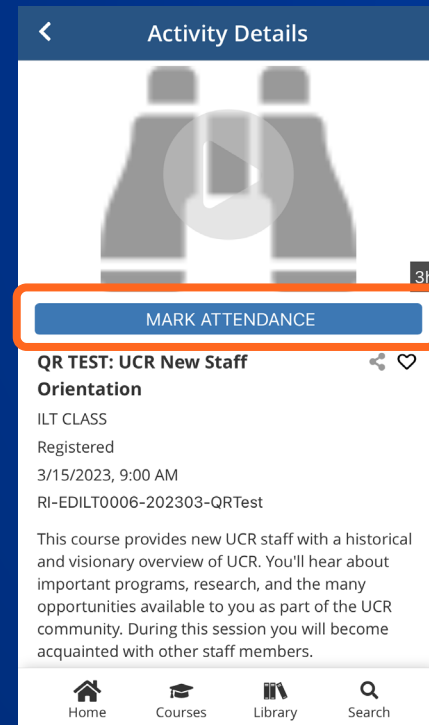 Activity Details
3h
MARK ATTENDANCE
QR TEST: UCR New Staff
Orientation
ILT CLASS
Registered
3/15/2023, 9:00 AM
RI-EDILT0006-202303-QRTest
This course provides new UCR staff with a historical
and visionary overview of UCR. You'll hear about
important programs, research, and the many
opportunities available to you as part of the UCR
community. During this session you will become
acquainted with other staff members.
Home Courses Library Search